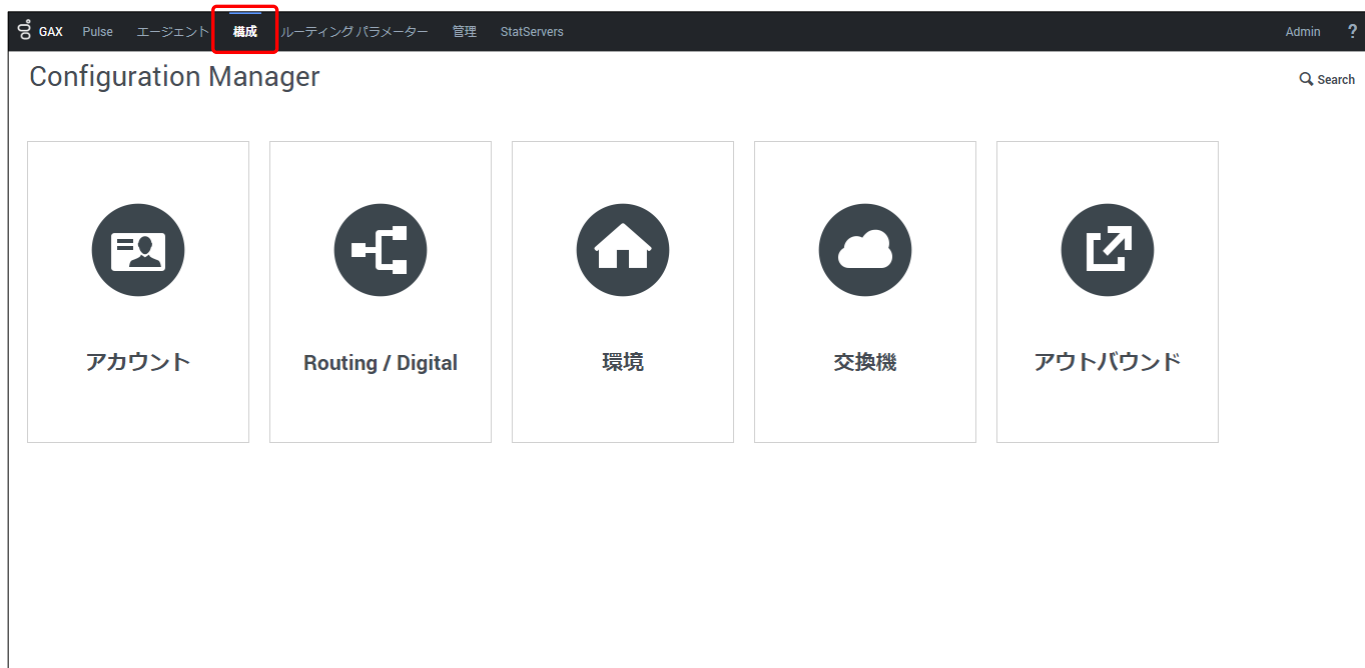 GAX Pulse エージェント 構成 ルーティング パラメーター 管理 StatServers Admin ?
Configuration Manager
Search
アカウント Routing / Digital 環境 交換機 アウトバウンド